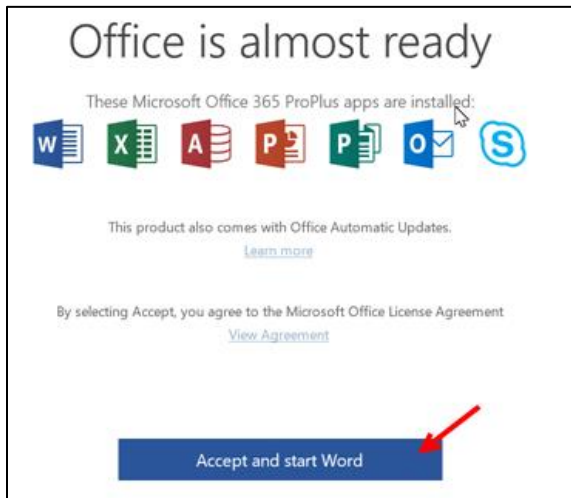 Office is almost ready
These Microsoft Office 365 ProPlus apps are installed:
W X A P P O S
This product also comes with Office Automatic Updates.
Learn more
By selecting Accept, you agree to the Microsoft Office License Agreement
View Agreement
Accept and start Word